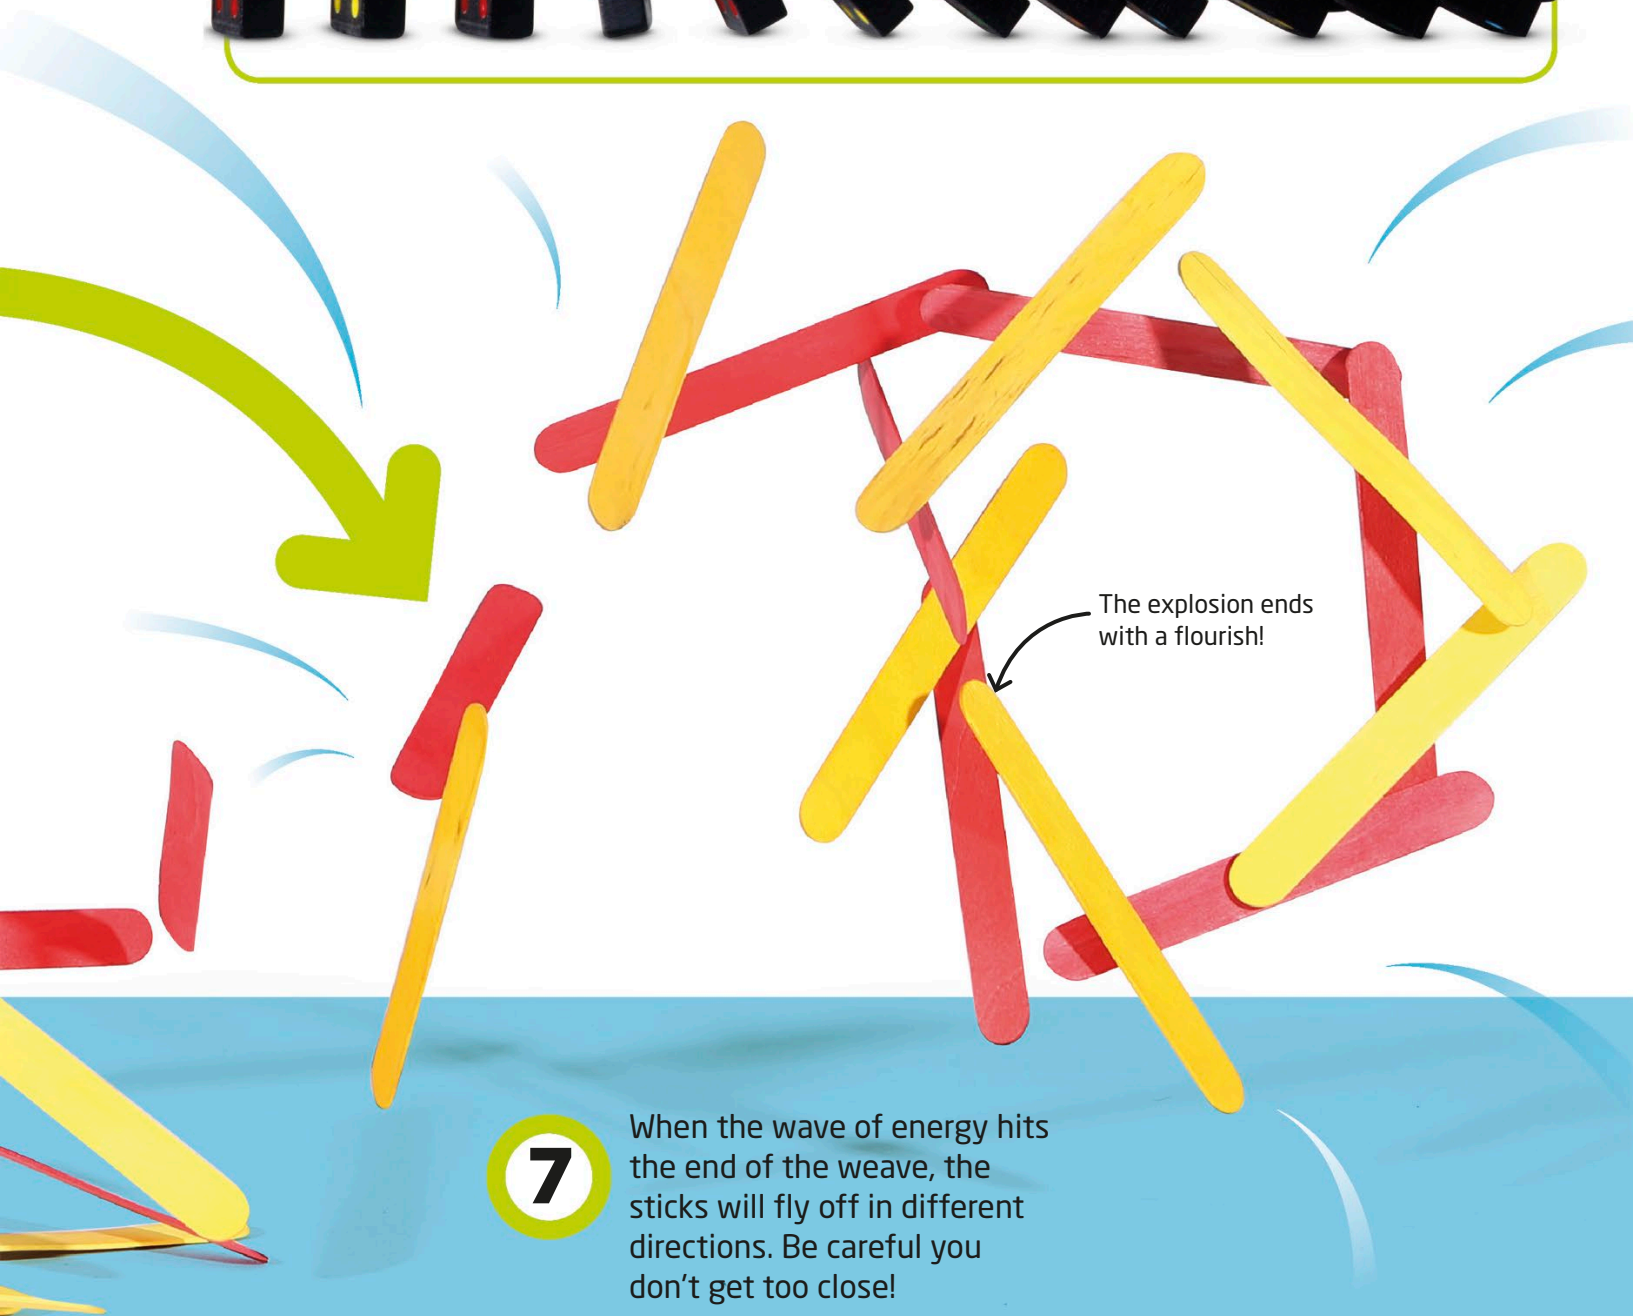 The explosion ends
with a flourish!
7
When the wave of energy hits
the end of the weave, the
sticks will fly off in different
directions. Be careful you
don't get too close!